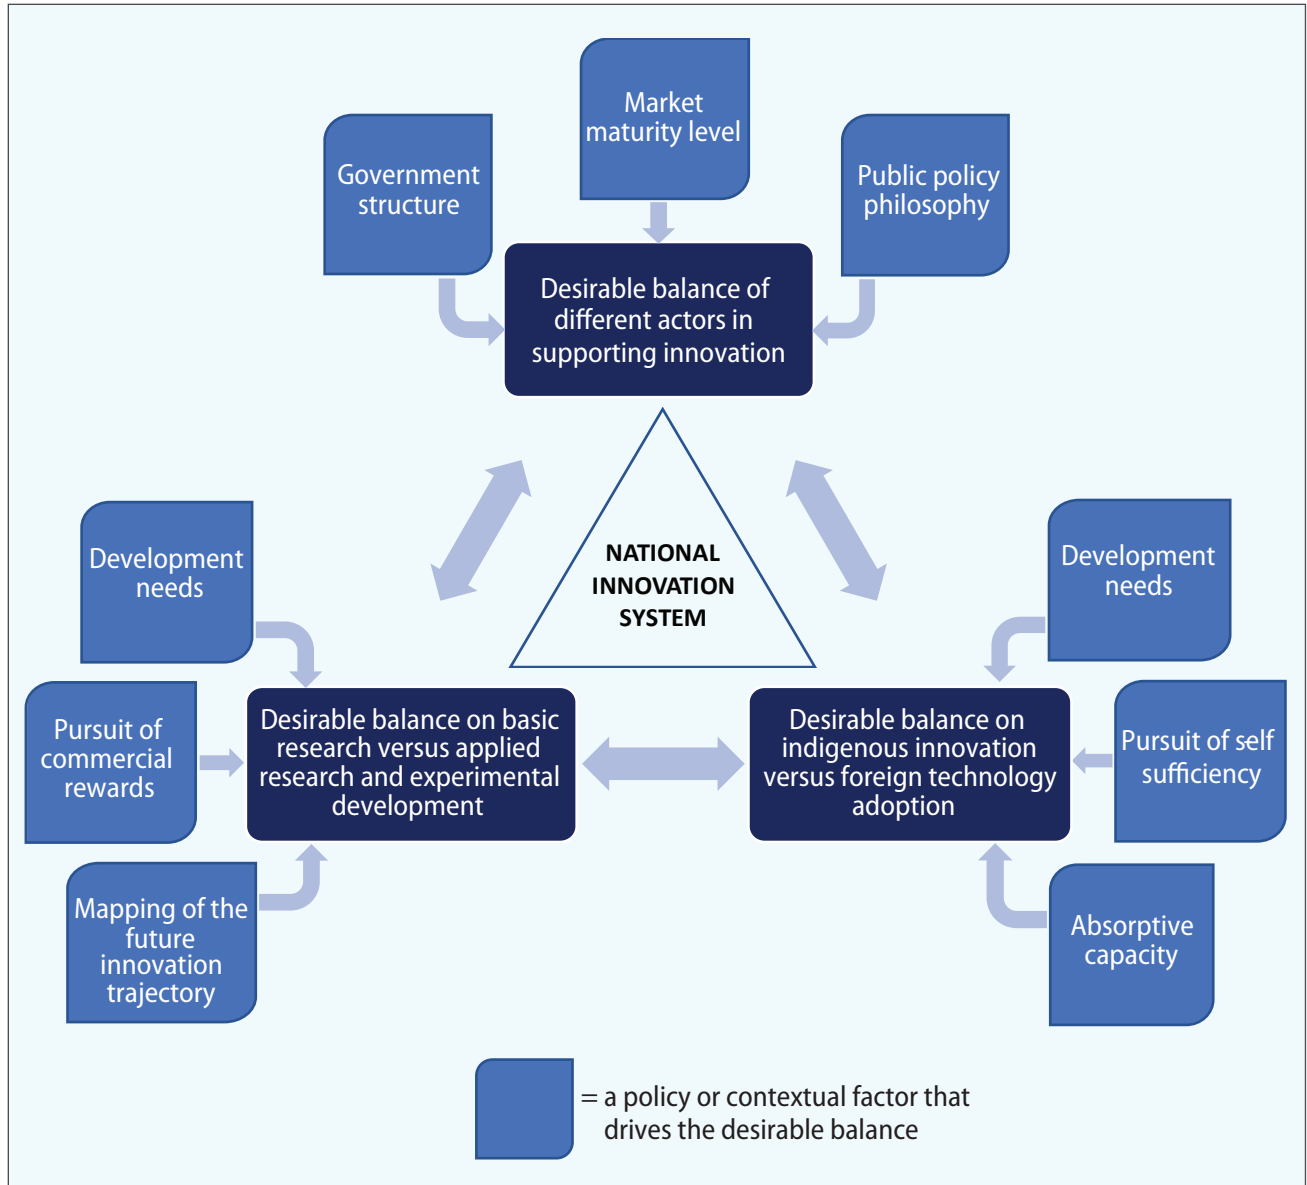 Market
maturity level
Government
structure
Public policy
philosophy
Desirable balance of
different actors in
supporting innovation
NATIONAL
INNOVATION
SYSTEM
Development
needs
Development
needs
Pursuit of
commercial
rewards
Desirable balance on basic
research versus applied
research and experimental
development
Desirable balance on
indigenous innovation
versus foreign technology
adoption
Pursuit of self
sufficiency
Mapping of the
future
innovation
trajectory
Absorptive
capacity
= a policy or contextual factor that
drives the desirable balance